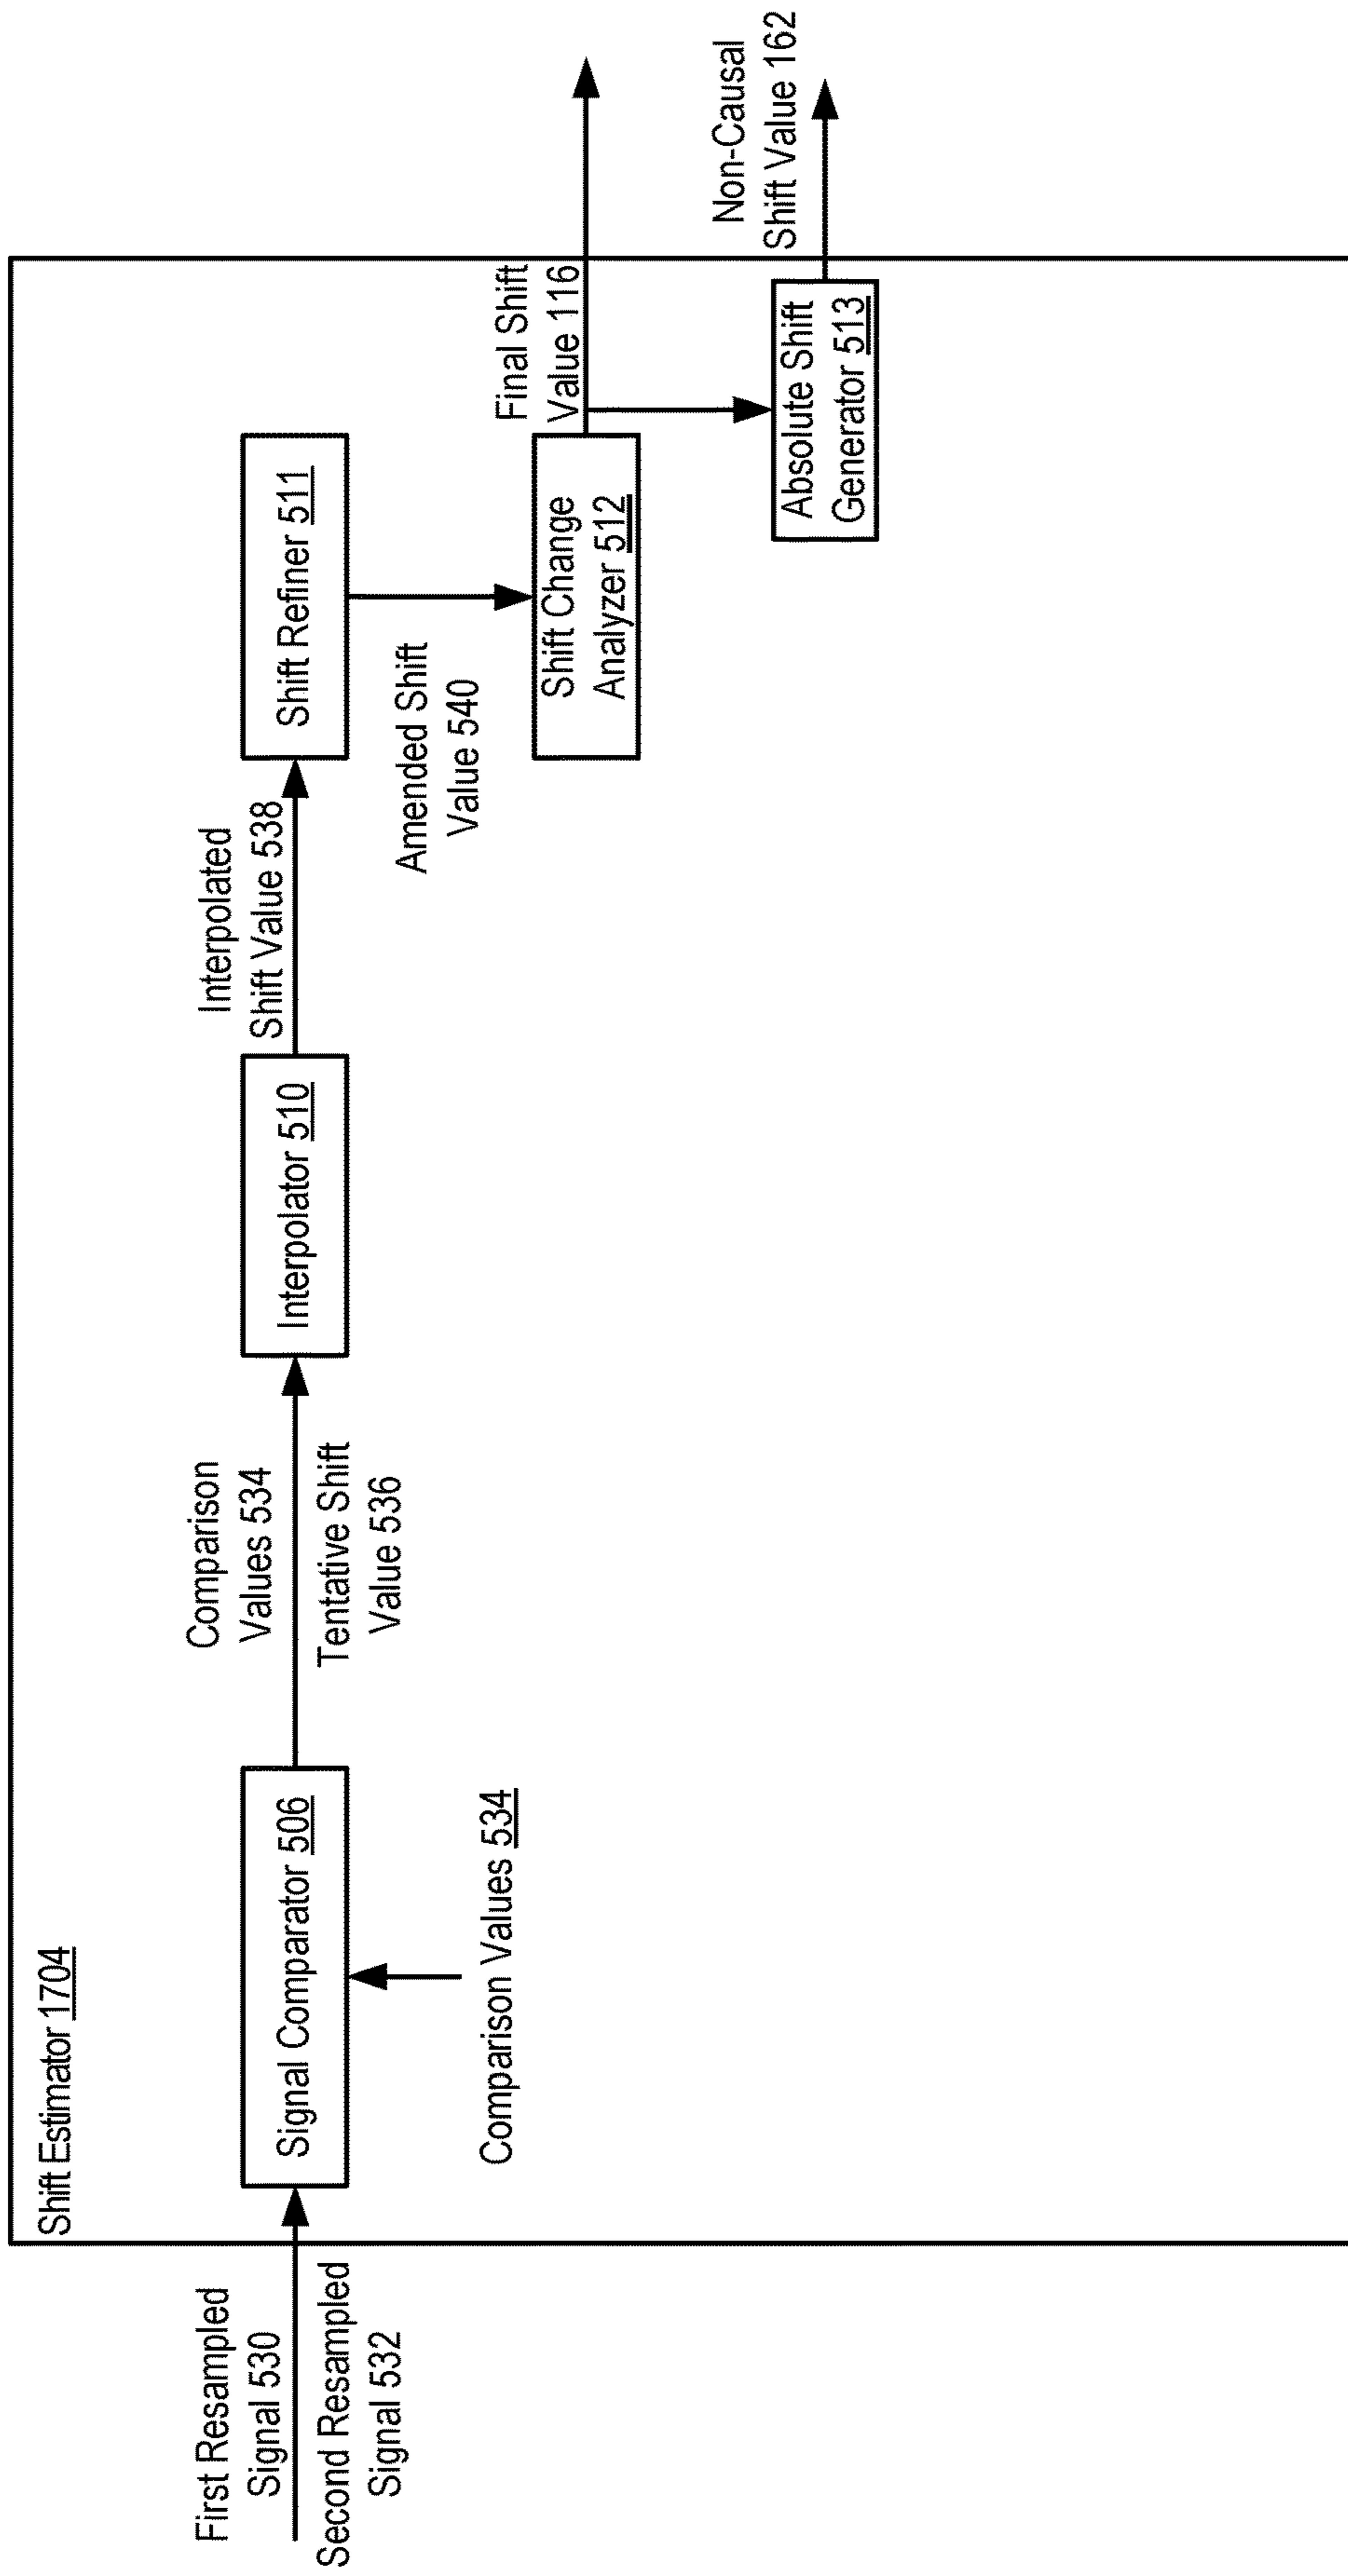 Shift Estimator 1704
First Resampled
Signal 530
Second Resampled
Signal 532
Signal Comparator 506
Comparison Values 534
Comparison
Values 534
Tentative Shift
Value 536
Interpolator 510
Interpolated
Shift Value 538
Shift Refiner 511
Amended Shift
Value 540
Shift Change
Analyzer 512
Final Shift
Value 116
Absolute Shift
Generator 513
Non-Causal
Shift Value 162